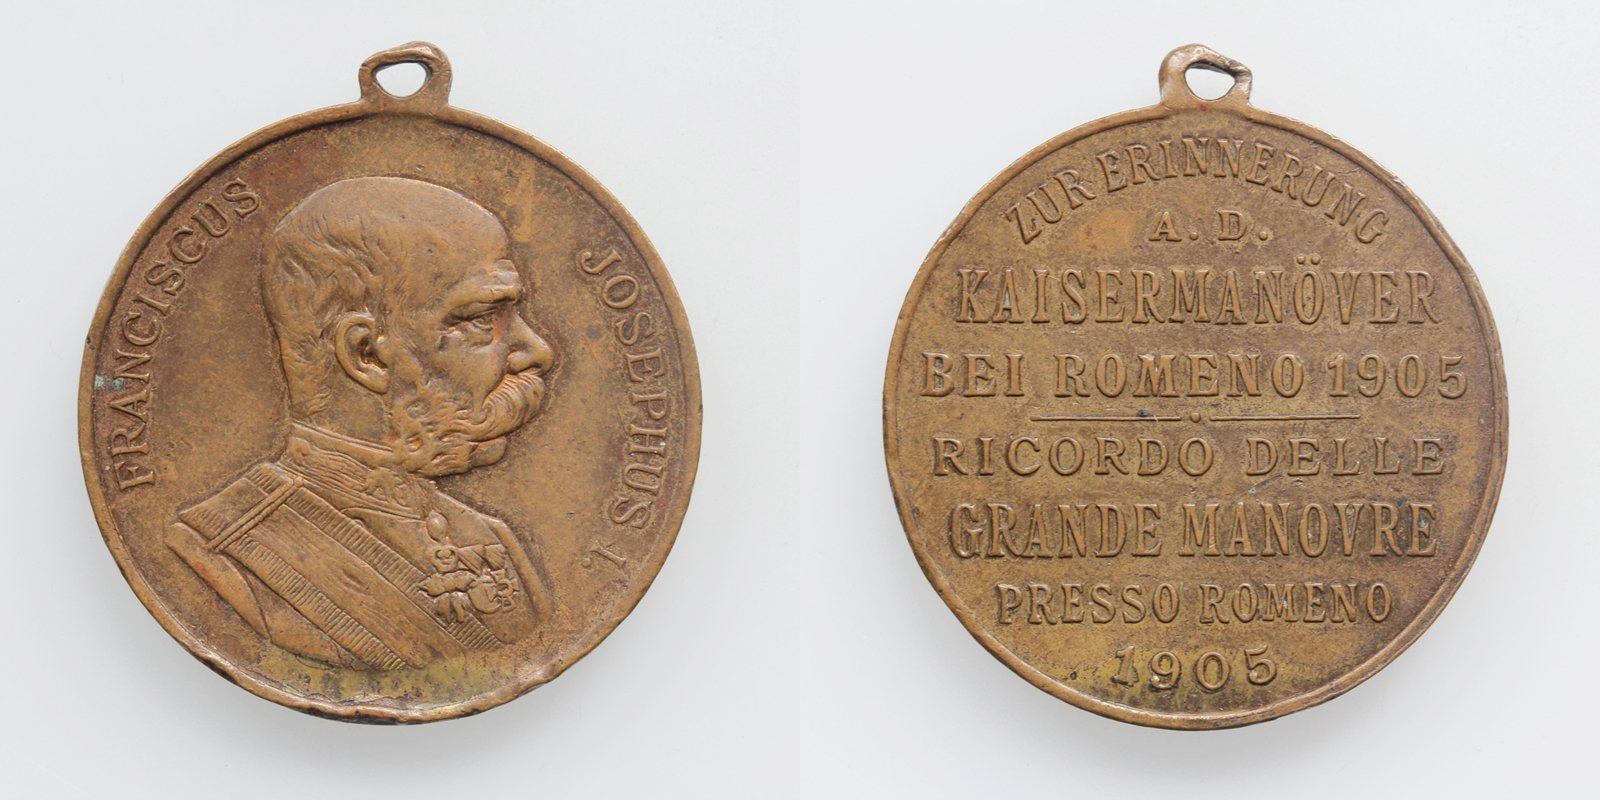 FRANCISCUS JOSEPHUS I.
ZUR ERINNERUNG
A. D.
KAISERMANÖVER
BEI ROMENO 1905
RICORDO DELLE
GRANDE MANOVRE
PRESSO ROMENO
1905